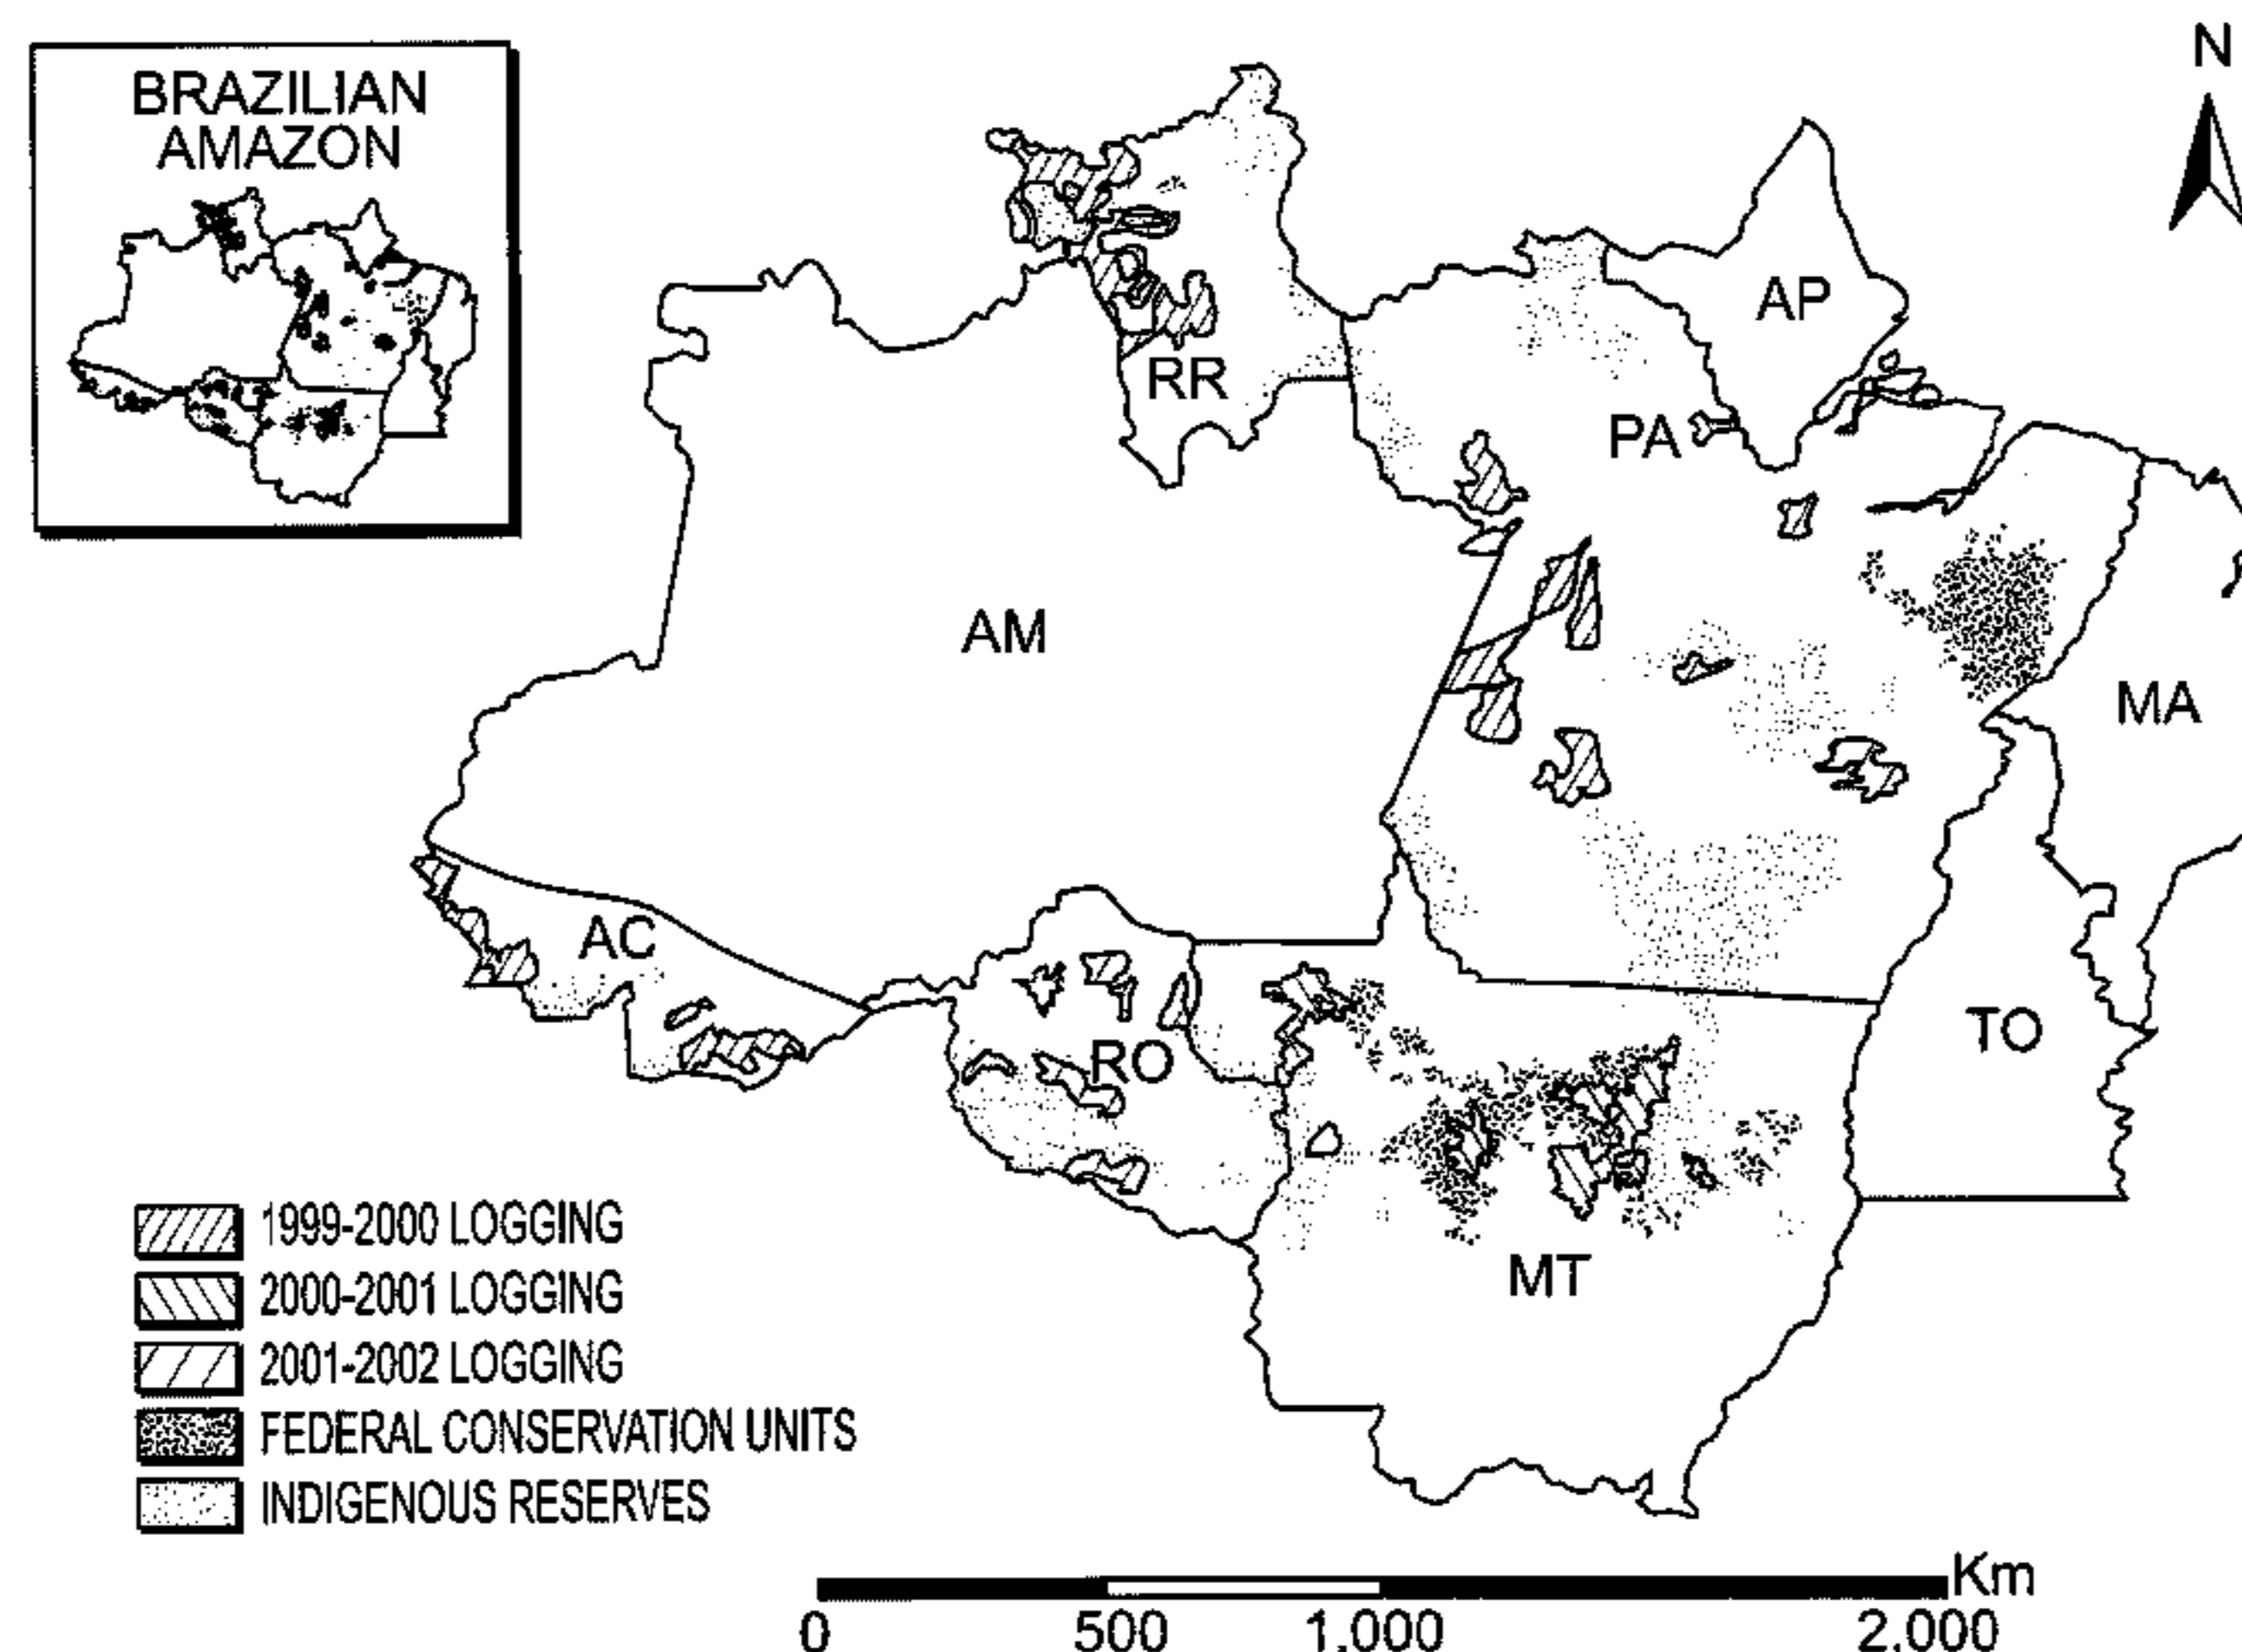 BRAZILIAN
AMAZON
N
AP
RR
PA
AM
MA
AC
RO
TO
MT
1999-2000 LOGGING
2000-2001 LOGGING
2001-2002 LOGGING
FEDERAL CONSERVATION UNITS
INDIGENOUS RESERVES
Km
0 500 1.000 2.000